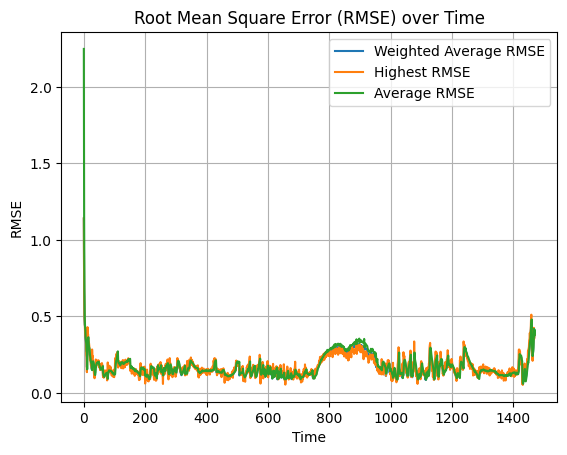 Root Mean Square Error (RMSE) over Time
Weighted Average RMSE
Highest RMSE
Average RMSE
RMSE
2.0
1.5
1.0
0.5
0.0
0 200 400 600 800 1000 1200 1400
Time